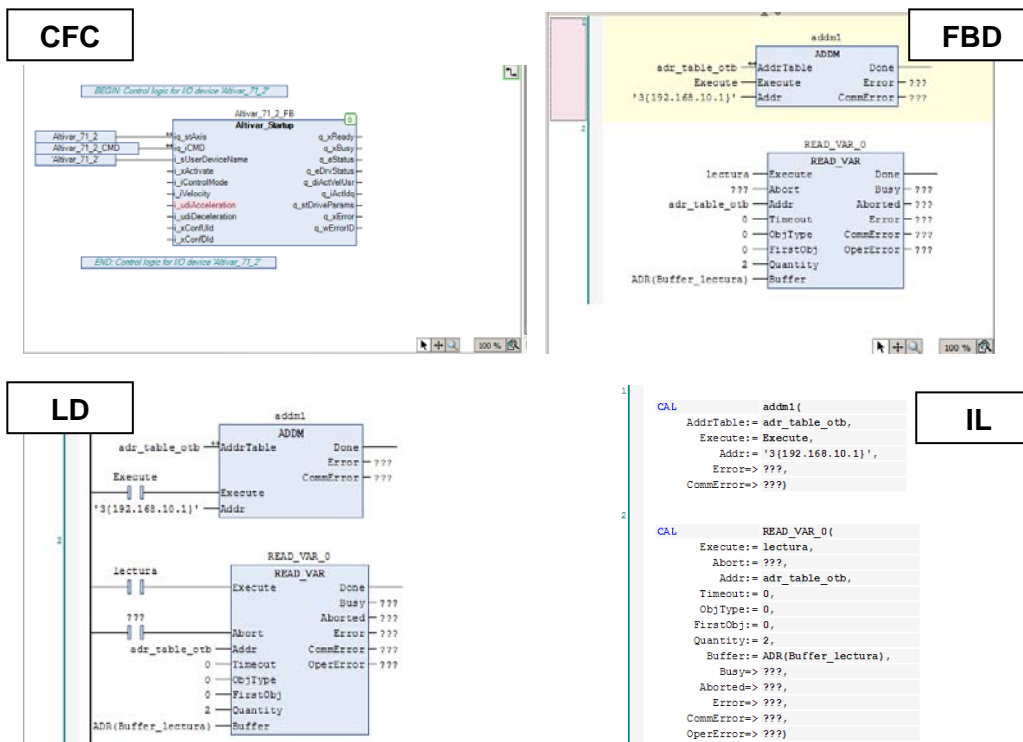 CFC
BEGIN: Control logic for I/O device 'Altivar_71_2'
Altivar_71_2_FB
0
Altivar_Startup
Altivar_71_2 iq_stAxis q_xReady
Altivar_71_2_CMD iq_iCMD q_xBusy
'Altivar_71_2' i_sUserDeviceName q_eStatus
i_xActivate q_eDrvStatus
i_iControlMode q_diActVelUsr
i_iVelocity q_iActIdq
i_udiAcceleration q_stDriveParams
i_udiDeceleration q_xError
i_xConfUId q_wErrorID
i_xConfDId
END: Control logic for I/O device 'Altivar_71_2'
100 %
FBD
addm1
ADDM
adr_table_otb AddrTable Done
Execute Execute Error ???
'3{192.168.10.1}' Addr CommError ???
2
READ_VAR_0
READ_VAR
lectura Execute Done
??? Abort Busy ???
adr_table_otb Addr Aborted ???
0 Timeout Error ???
0 ObjType CommError ???
0 FirstObj OperError ???
2 Quantity
ADR(Buffer_lectura) Buffer
100 %
LD
addm1
ADDM
adr_table_otb AddrTable Done
Error ???
Execute CommError ???
Execute
'3{192.168.10.1}' Addr
2
READ_VAR_0
lectura READ_VAR
Execute Done
Busy ???
??? Aborted ???
Abort Error ???
adr_table_otb Addr CommError ???
0 Timeout OperError ???
0 ObjType
0 FirstObj
2 Quantity
ADR(Buffer_lectura) Buffer
IL
1
CAL addm1(
AddrTable:= adr_table_otb,
Execute:= Execute,
Addr:= '3{192.168.10.1}',
Error=> ???,
CommError=> ???)
2
CAL READ_VAR_0(
Execute:= lectura,
Abort:= ???,
Addr:= adr_table_otb,
Timeout:= 0,
ObjType:= 0,
FirstObj:= 0,
Quantity:= 2,
Buffer:= ADR(Buffer_lectura),
Busy=> ???,
Aborted=> ???,
Error=> ???,
CommError=> ???,
OperError=> ???)